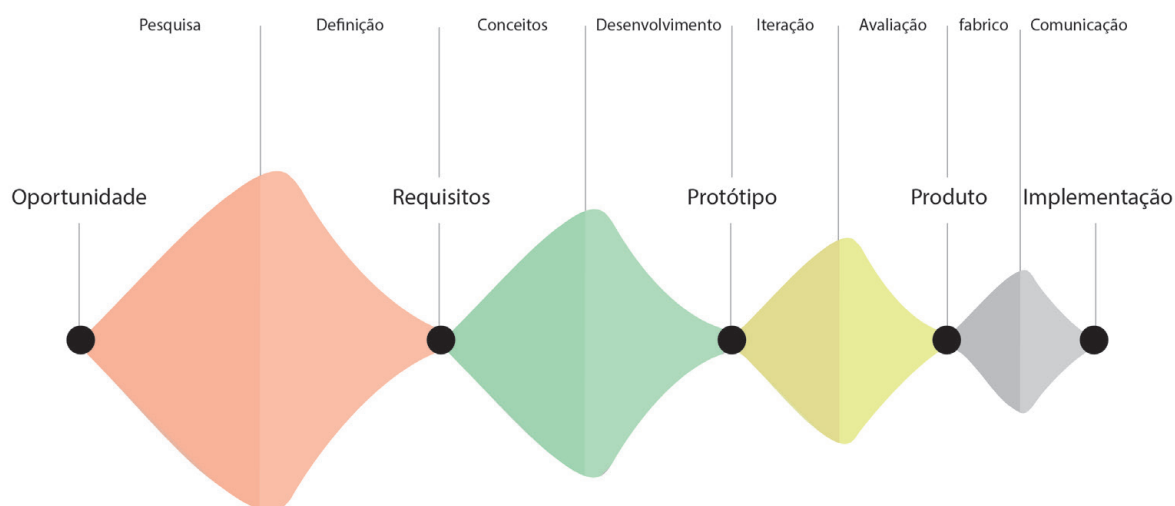 Pesquisa
Definição
Conceitos
Desenvolvimento
Iteração
Avaliação
fabrico
Comunicação
Oportunidade
Requisitos
Protótipo
Produto
Implementação